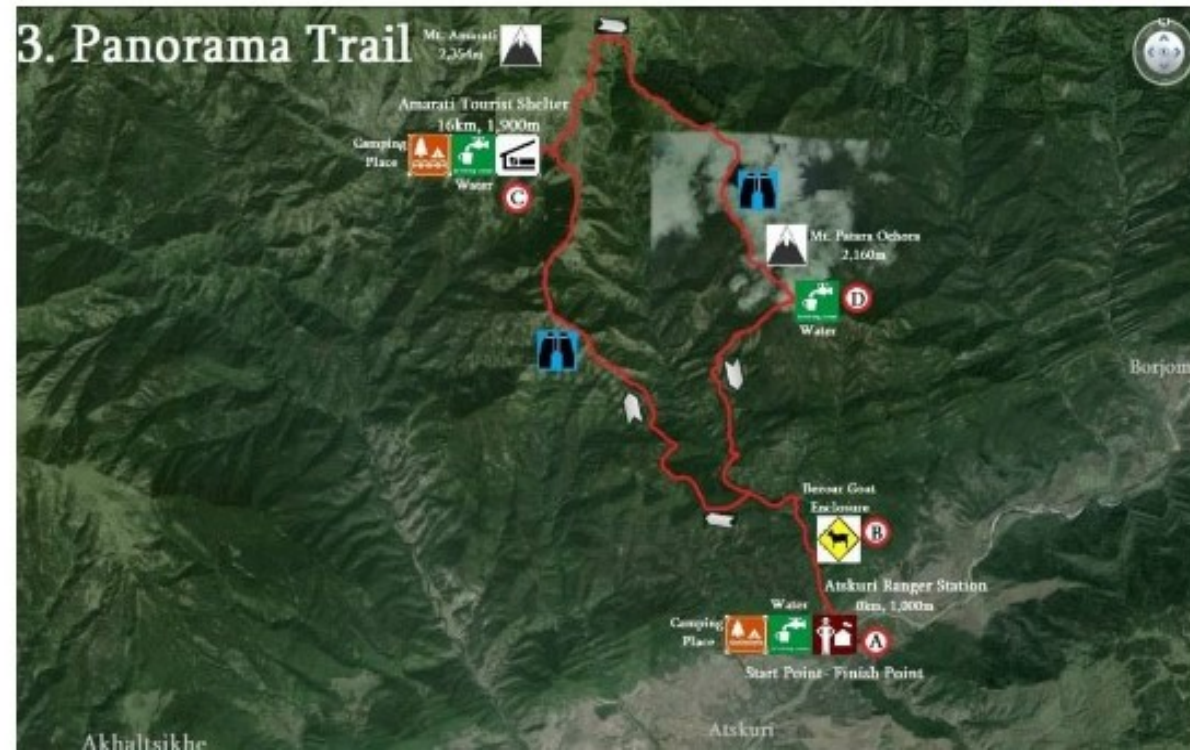 3. Panorama Trail
Mt. Amarati
2,354m
Amarati Tourist Shelter
16km, 1,900m
Camping
Place
Water
C
Mt. Patara Ochora
2,160m
D
Water
Borjom
Bezoar Goat
Enclosure
B
Atskuri Ranger Station
0km, 1,000m
Water
Camping
Place
A
Start Point- Finish Point
Atskuri
Akhaltsikhe